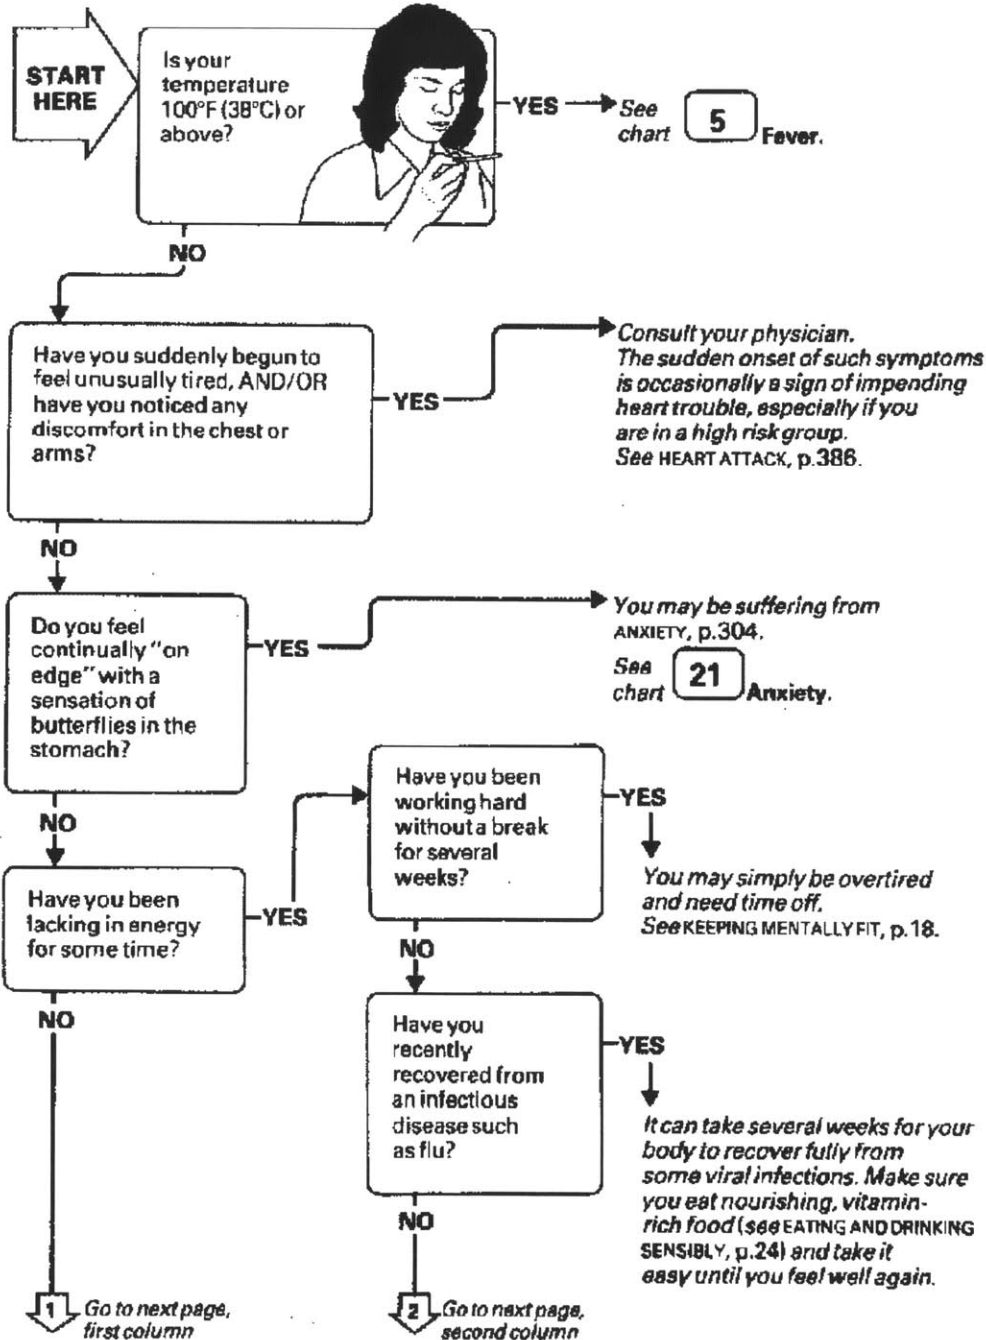 START
HERE
Is your
temperature
100°F (38°C) or
above?
YES
See
chart
5
Fever.
NO
Have you suddenly begun to
feel unusually tired, AND/OR
have you noticed any
discomfort in the chest or
arms?
YES
Consult your physician.
The sudden onset of such symptoms
is occasionally a sign of impending
heart trouble, especially if you
are in a high risk group.
See HEART ATTACK, p.386.
NO
Do you feel
continually "on
edge" with a
sensation of
butterflies in the
stomach?
YES
You may be suffering from
ANXIETY, p.304.
See
chart
21
Anxiety.
NO
Have you been
lacking in energy
for some time?
YES
Have you been
working hard
without a break
for several
weeks?
YES
You may simply be overtired
and need time off.
See KEEPING MENTALLY FIT, p.18.
NO
Have you
recently
recovered from
an infectious
disease such
as flu?
YES
It can take several weeks for your
body to recover fully from
some viral infections. Make sure
you eat nourishing, vitamin-
rich food (see EATING AND DRINKING
SENSIBLY, p.24) and take it
easy until you feel well again.
NO
NO
1
Go to next page,
first column
2
Go to next page,
second column